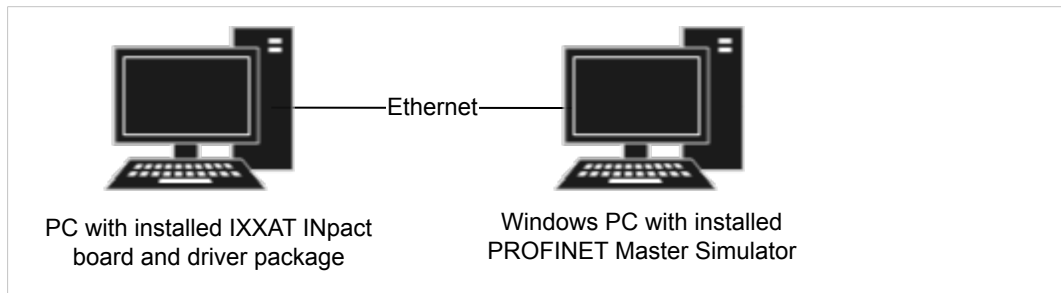 Ethernet
PC with installed IXXAT INpact
board and driver package
Windows PC with installed
PROFINET Master Simulator